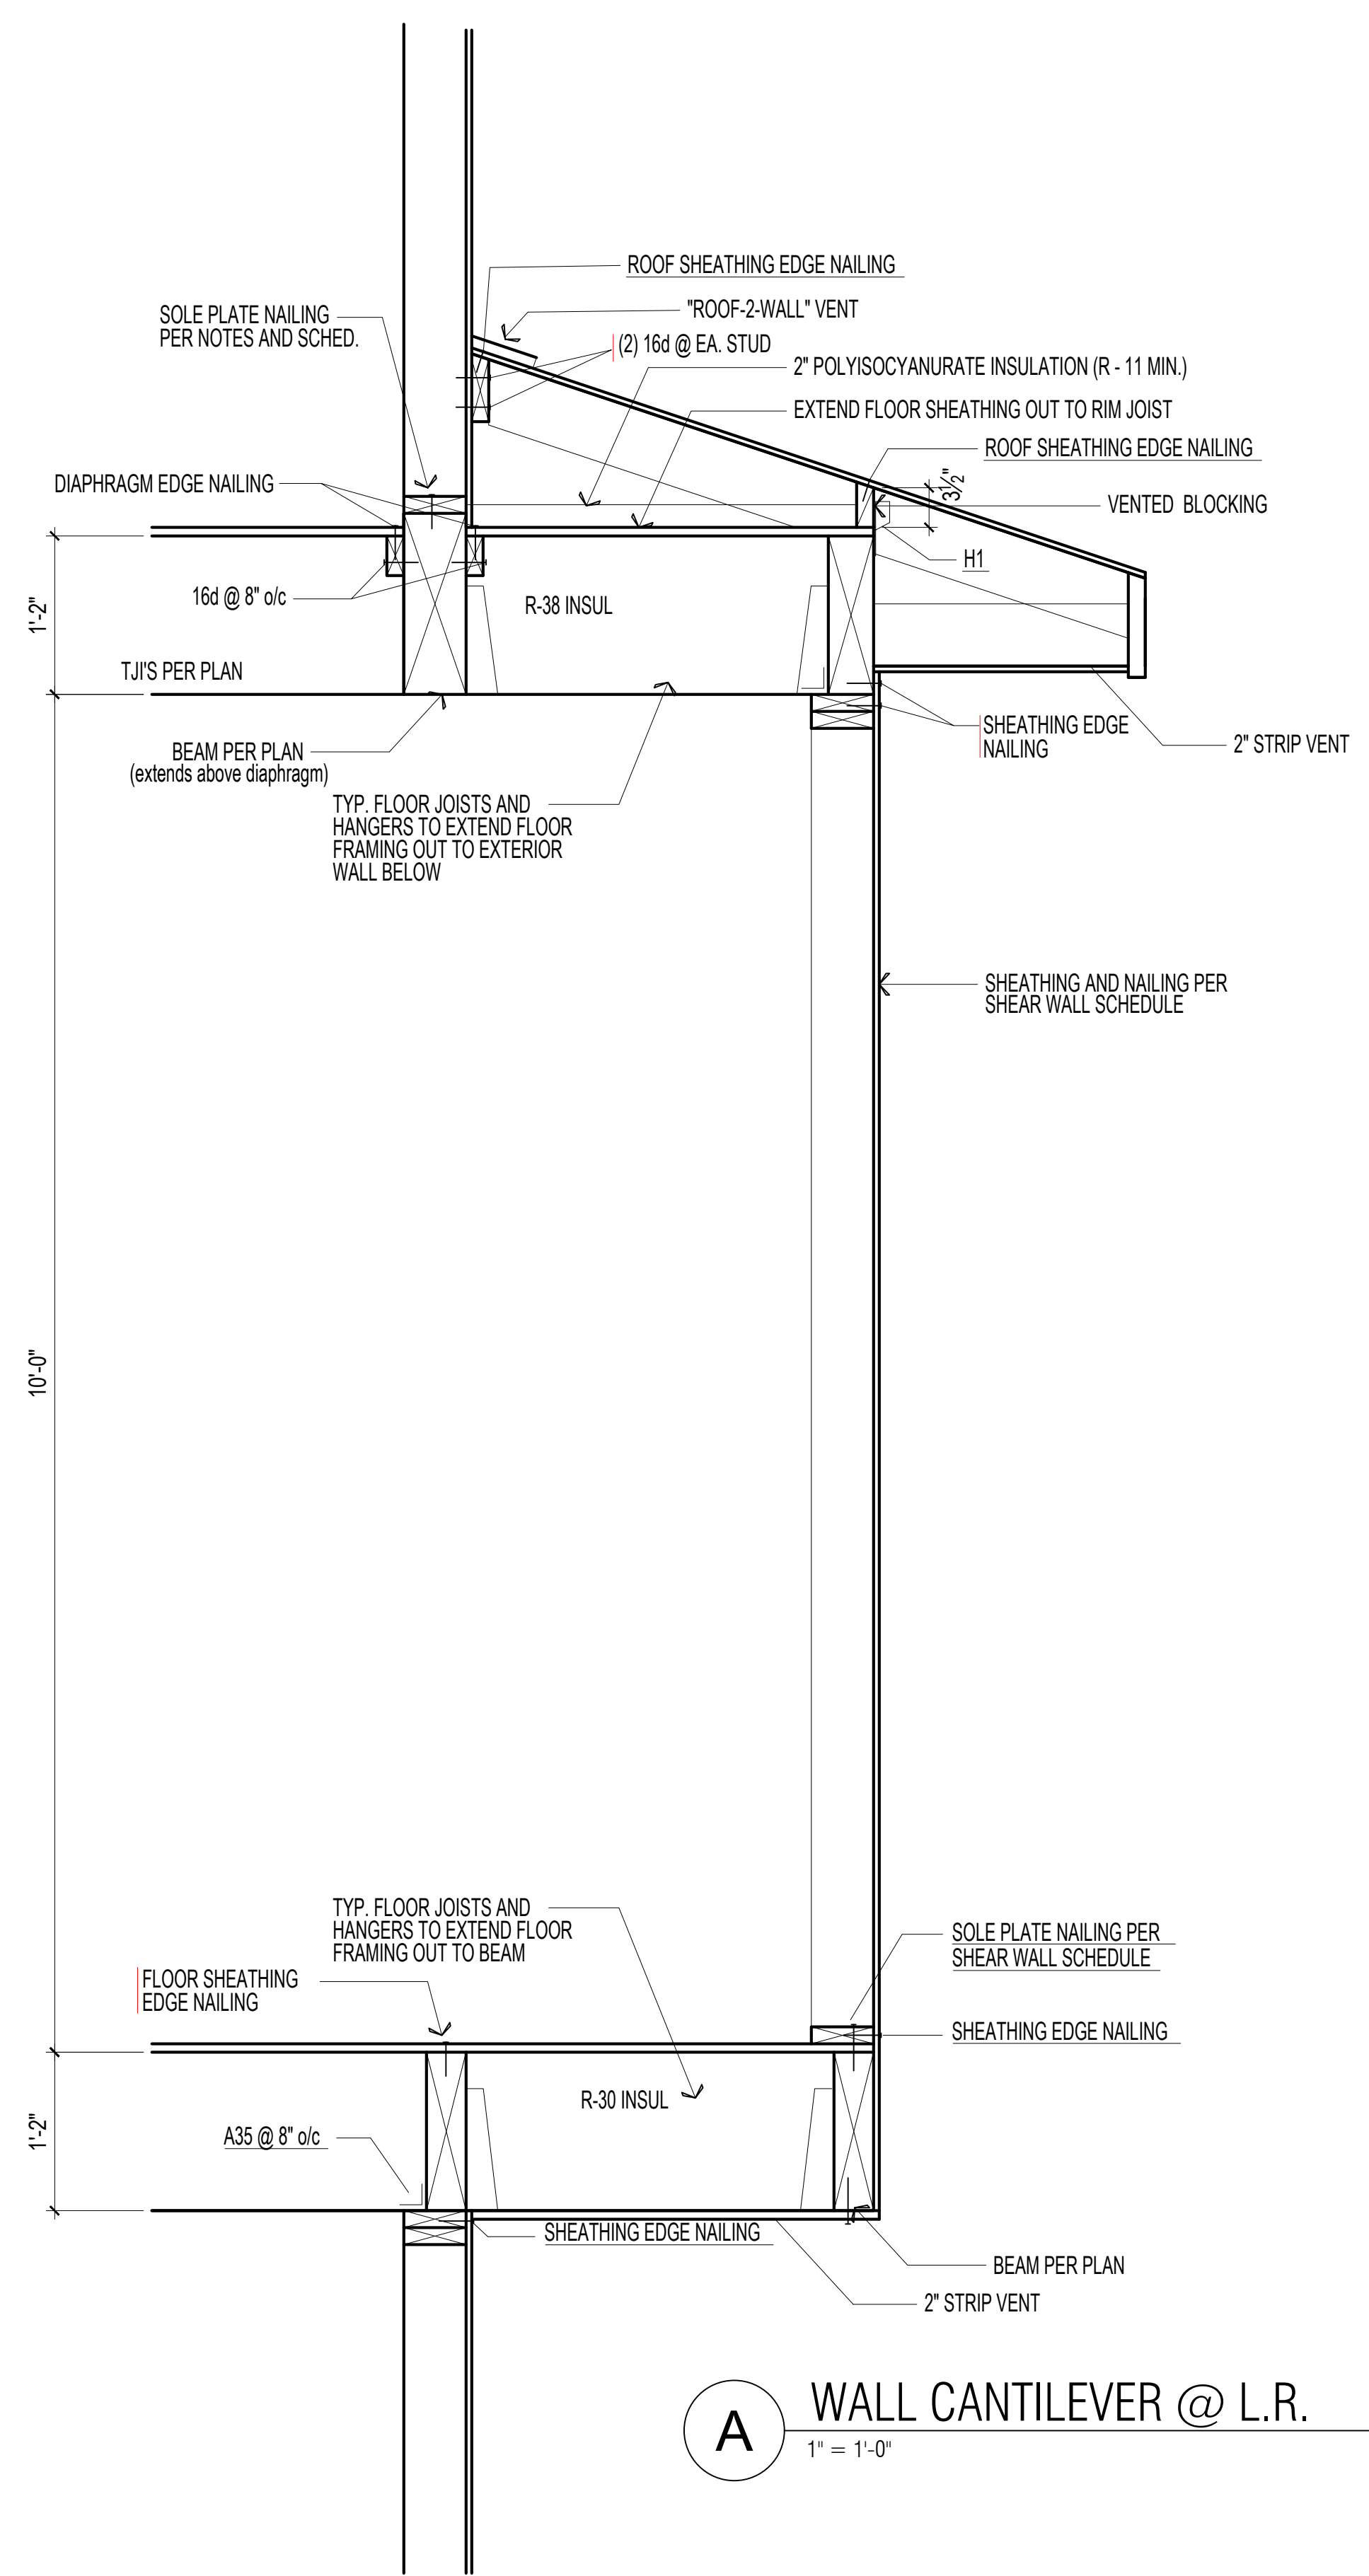 ROOF SHEATHING EDGE NAILING
"ROOF-2-WALL" VENT
SOLE PLATE NAILING
PER NOTES AND SCHED.
(2) 16d @ EA. STUD
2" POLYISOCYANURATE INSULATION (R - 11 MIN.)
EXTEND FLOOR SHEATHING OUT TO RIM JOIST
ROOF SHEATHING EDGE NAILING
3½"
DIAPHRAGM EDGE NAILING
VENTED BLOCKING
H1
16d @ 8" o/c
R-38 INSUL
1'-2"
TJI'S PER PLAN
SHEATHING EDGE
NAILING
2" STRIP VENT
BEAM PER PLAN
(extends above diaphragm)
TYP. FLOOR JOISTS AND
HANGERS TO EXTEND FLOOR
FRAMING OUT TO EXTERIOR
WALL BELOW
SHEATHING AND NAILING PER
SHEAR WALL SCHEDULE
10'-0"
TYP. FLOOR JOISTS AND
HANGERS TO EXTEND FLOOR
FRAMING OUT TO BEAM
SOLE PLATE NAILING PER
SHEAR WALL SCHEDULE
FLOOR SHEATHING
EDGE NAILING
SHEATHING EDGE NAILING
R-30 INSUL
1'-2"
A35 @ 8" o/c
SHEATHING EDGE NAILING
BEAM PER PLAN
2" STRIP VENT
A
WALL CANTILEVER @ L.R.
1" = 1'-0"